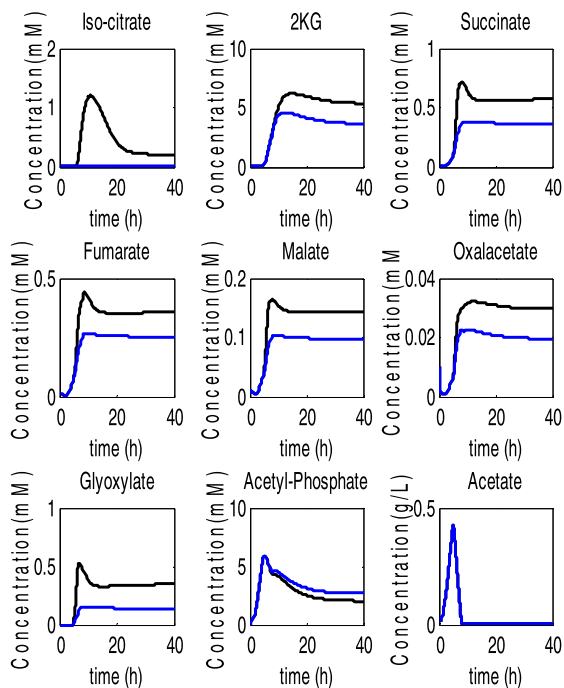 Iso-citrate
2KG
Succinate
Concentration(mM)
2
1
0
0 20 40
time (h)
Concentration(mM)
10
5
0
0 20 40
time (h)
Concentration(mM)
1
0.5
0
0 20 40
time (h)
Fumarate
Malate
Oxalacetate
Concentration(mM)
0.5
0
0 20 40
time (h)
Concentration(mM)
0.2
0.1
0
0 20 40
time (h)
Concentration(mM
0.04
0.02
0
0 20 40
time (h)
Glyoxylate
Acetyl-Phosphate
Acetate
Concentration(mM)
1
0.5
0
0 20 40
time (h)
Concentration(mM)
10
5
0
0 20 40
time (h)
Concentration(g/L)
0.5
0
0 20 40
time (h)